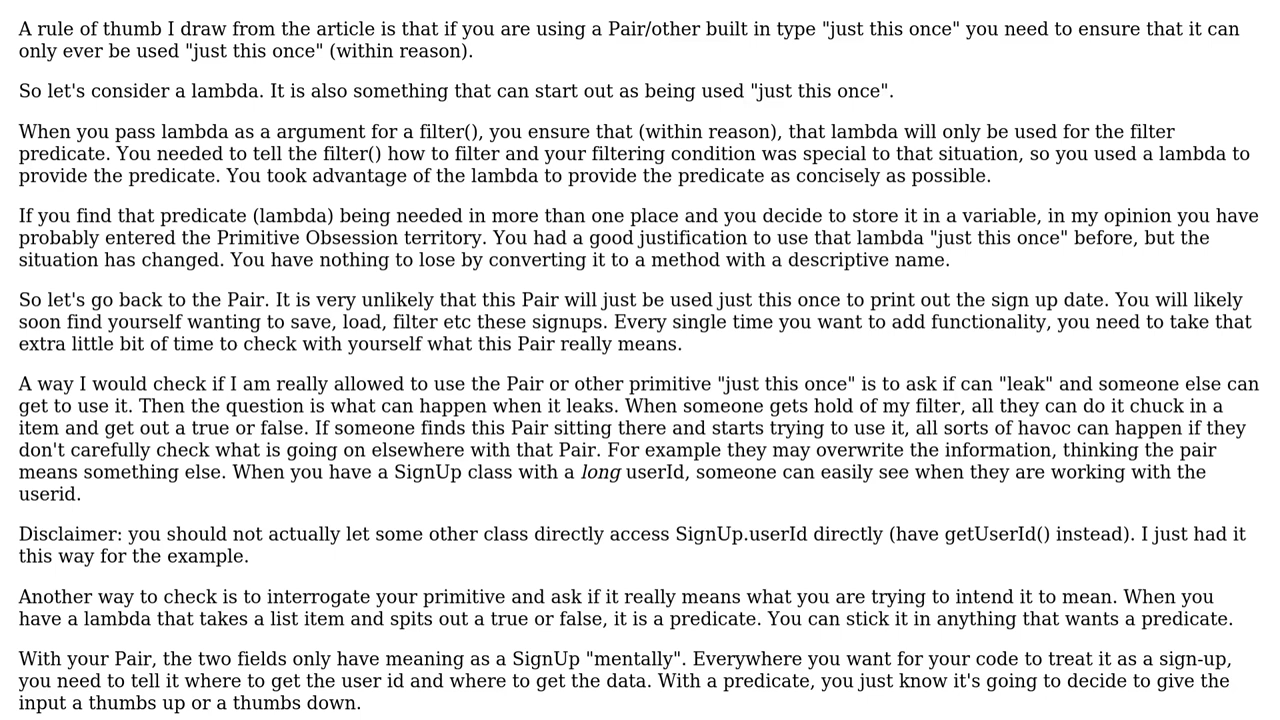 A rule of thumb I draw from the article is that if you are using a Pair/other built in type "just this once" you need to ensure that it can
only ever be used "just this once" (within reason).
So let's consider a lambda. It is also something that can start out as being used "just this once".
When you pass lambda as a argument for a filter(), you ensure that (within reason), that lambda will only be used for the filter
predicate. You needed to tell the filter() how to filter and your filtering condition was special to that situation, so you used a lambda to
provide the predicate. You took advantage of the lambda to provide the predicate as concisely as possible.
If you find that predicate (lambda) being needed in more than one place and you decide to store it in a variable, in my opinion you have
probably entered the Primitive Obsession territory. You had a good justification to use that lambda "just this once" before, but the
situation has changed. You have nothing to lose by converting it to a method with a descriptive name.
So let's go back to the Pair. It is very unlikely that this Pair will just be used just this once to print out the sign up date. You will likely
soon find yourself wanting to save, load, filter etc these signups. Every single time you want to add functionality, you need to take that
extra little bit of time to check with yourself what this Pair really means.
A way I would check if I am really allowed to use the Pair or other primitive "just this once" is to ask if can "leak" and someone else can
get to use it. Then the question is what can happen when it leaks. When someone gets hold of my filter, all they can do it chuck in a
item and get out a true or false. If someone finds this Pair sitting there and starts trying to use it, all sorts of havoc can happen if they
don't carefully check what is going on elsewhere with that Pair. For example they may overwrite the information, thinking the pair
means something else. When you have a SignUp class with a long userId, someone can easily see when they are working with the
userid.
Disclaimer: you should not actually let some other class directly access SignUp.userId directly (have getUserId() instead). I just had it
this way for the example.
Another way to check is to interrogate your primitive and ask if it really means what you are trying to intend it to mean. When you
have a lambda that takes a list item and spits out a true or false, it is a predicate. You can stick it in anything that wants a predicate.
With your Pair, the two fields only have meaning as a SignUp "mentally". Everywhere you want for your code to treat it as a sign-up,
you need to tell it where to get the user id and where to get the data. With a predicate, you just know it's going to decide to give the
input a thumbs up or a thumbs down.